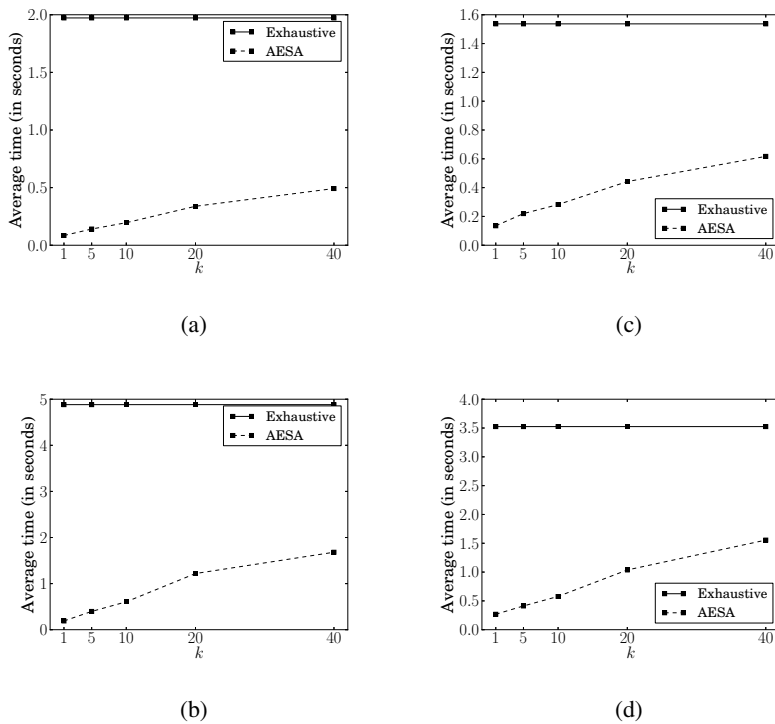 2.0
1.5
1.0
0.5
0.0
Average time (in seconds)
Exhaustive
AESA
1 5 10 20 40
k
(a)
1.6
1.4
1.2
1.0
0.8
0.6
0.4
0.2
0.0
Average time (in seconds)
Exhaustive
AESA
1 5 10 20 40
k
(c)
5
4
3
2
1
0
Average time (in seconds)
Exhaustive
AESA
1 5 10 20 40
k
(b)
4.0
3.5
3.0
2.5
2.0
1.5
1.0
0.5
0.0
Average time (in seconds)
Exhaustive
AESA
1 5 10 20 40
k
(d)